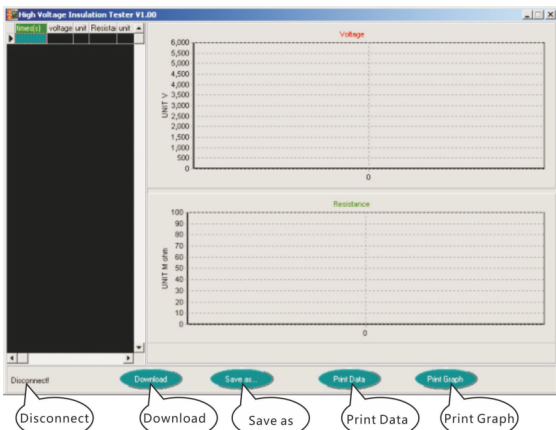 High Voltage Insulation Tester V1.00
times(s) voltage unit Resista unit
Voltage
6,000
5,500
5,000
4,500
4,000
3,500
3,000
2,500
2,000
1,500
1,000
500
0
UNIT V
0
Resistance
100
90
80
70
60
50
40
30
20
10
0
UNIT M ohm
0
Disconnect!
Download
Save as...
Print Data
Print Graph
Disconnect
Download
Save as
Print Data
Print Graph